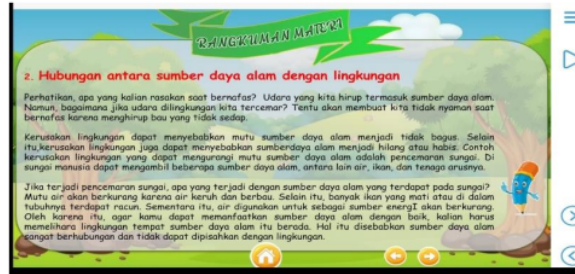 RANGKUMAN MATERI
2. Hubungan antara sumber daya alam dengan lingkungan
Perhatikan, apa yang kalian rasakan saat bernafas? Udara yang kita hirup termasuk sumber daya alam.
Namun, bagaimana jika udara dilingkungan kita tercemar? Tentu akan membuat kita tidak nyaman saat
bernafas karena menghirup bau yang tidak sedap.
Kerusakan lingkungan dapat menyebabkan mutu sumber daya alam menjadi tidak bagus. Selain
itu,kerusakan lingkungan juga dapat menyebabkan sumberdaya alam menjadi hilang atau habis. Contoh
kerusakan lingkungan yang dapat mengurangi mutu sumber daya alam adalah pencemaran sungai. Di
sungai manusia dapat mengambil beberapa sumber daya alam, antara lain air, ikan, dan tenaga arusnya.
Jika terjadi pencemaran sungai, apa yang terjadi dengan sumber daya alam yang terdapat pada sungai?
Mutu air akan berkurang karena air keruh dan berbau. Selain itu, banyak ikan yang mati atau di dalam
tubuhnya terdapat racun. Sementara itu, air digunakan untuk sebagai sumber energI akan berkurang.
Oleh karena itu, agar kamu dapat memanfaatkan sumber daya alam dengan baik, kalian harus
memelihara lingkungan tempat sumber daya alam itu berada. Hal itu disebabkan sumber daya alam
sangat berhubungan dan tidak dapat dipisahkan dengan lingkungan.